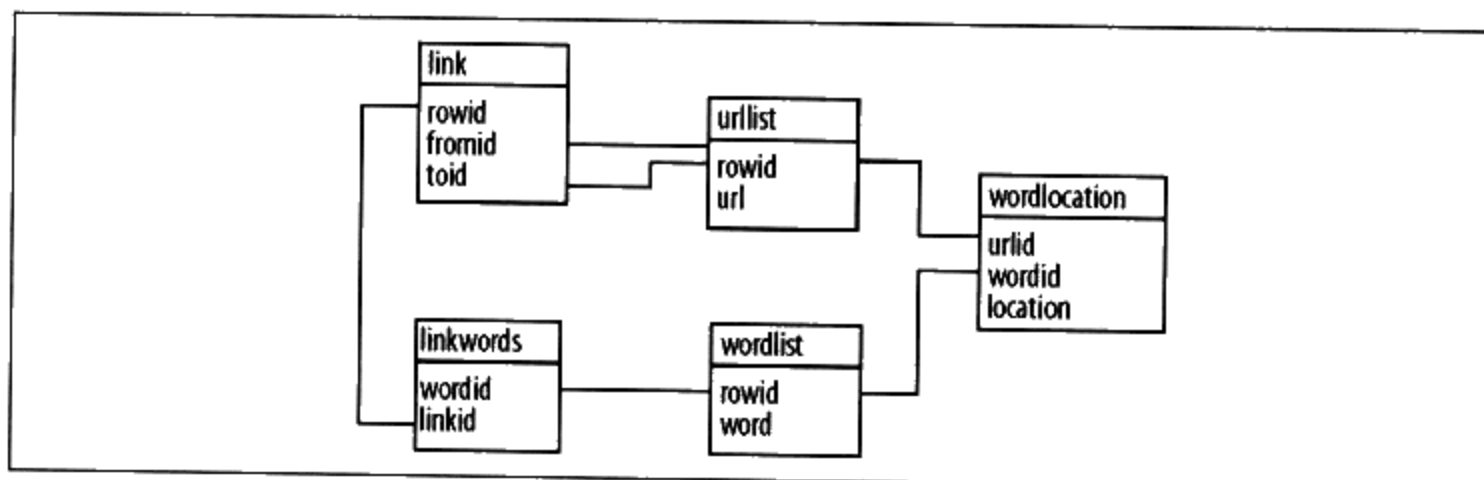 link
rowid
fromid
toid
urllist
rowid
url
wordlocation
urlid
wordid
location
linkwords
wordid
linkid
wordlist
rowid
word